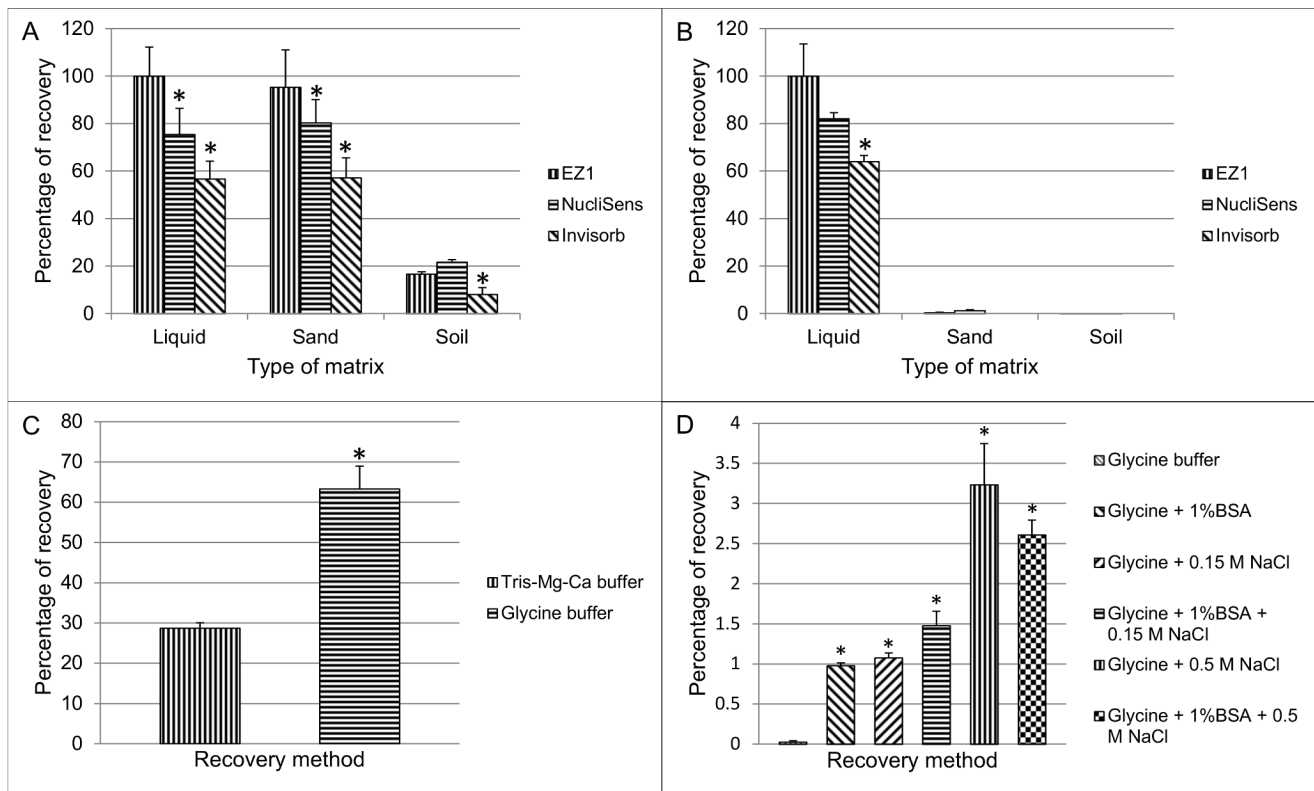 A
Percentage of recovery
120
100
80
60
40
20
0
*
*
*
*
*
Liquid
Sand
Soil
Type of matrix
EZ1
NucliSens
Invisorb
B
Percentage of recovery
120
100
80
60
40
20
0
*
Liquid
Sand
Soil
Type of matrix
EZ1
NucliSens
Invisorb
C
Percentage of recovery
80
70
60
50
40
30
20
10
0
*
Recovery method
Tris-Mg-Ca buffer
Glycine buffer
D
Percentage of recovery
4
3.5
3
2.5
2
1.5
1
0.5
0
*
*
*
*
*
Recovery method
Glycine buffer
Glycine + 1%BSA
Glycine + 0.15 M NaCl
Glycine + 1%BSA +
0.15 M NaCl
Glycine + 0.5 M NaCl
Glycine + 1%BSA + 0.5
M NaCl